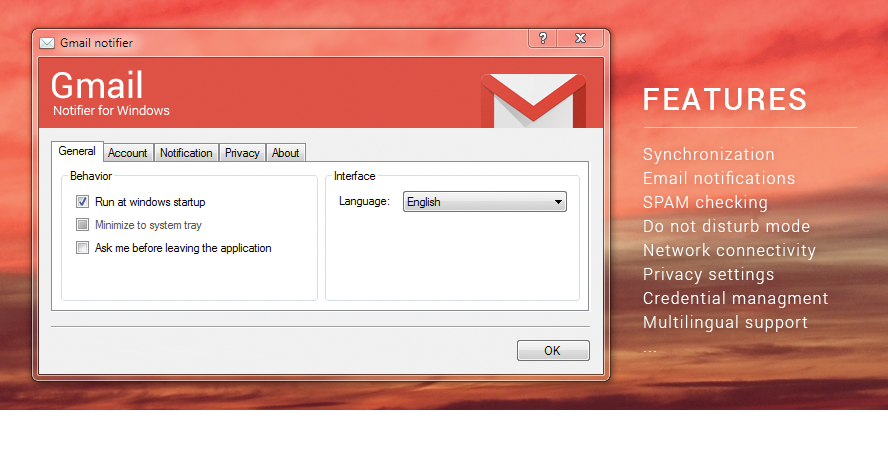 Gmail notifier
?
Gmail
Notifier for Windows
General Account Notification Privacy About
Behavior
Run at windows startup
Minimize to system tray
Ask me before leaving the application
Interface
Language: English
OK
FEATURES
Synchronization
Email notifications
SPAM checking
Do not disturb mode
Network connectivity
Privacy settings
Credential managment
Multilingual support
...